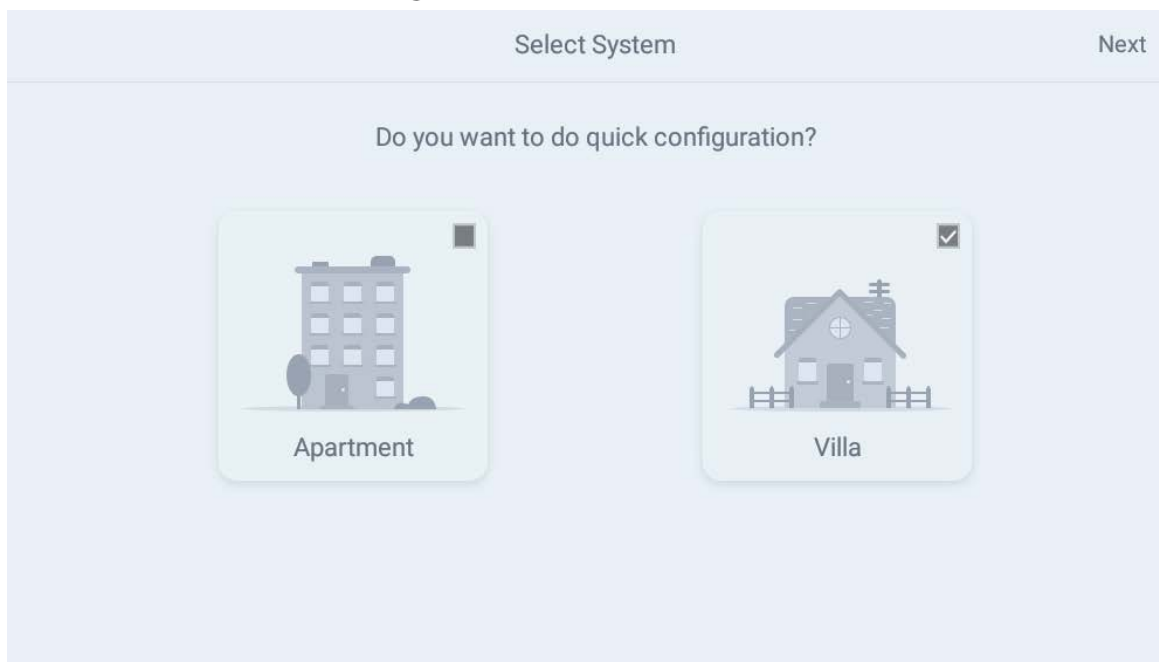 Select System
Next
Do you want to do quick configuration?
Apartment
Villa